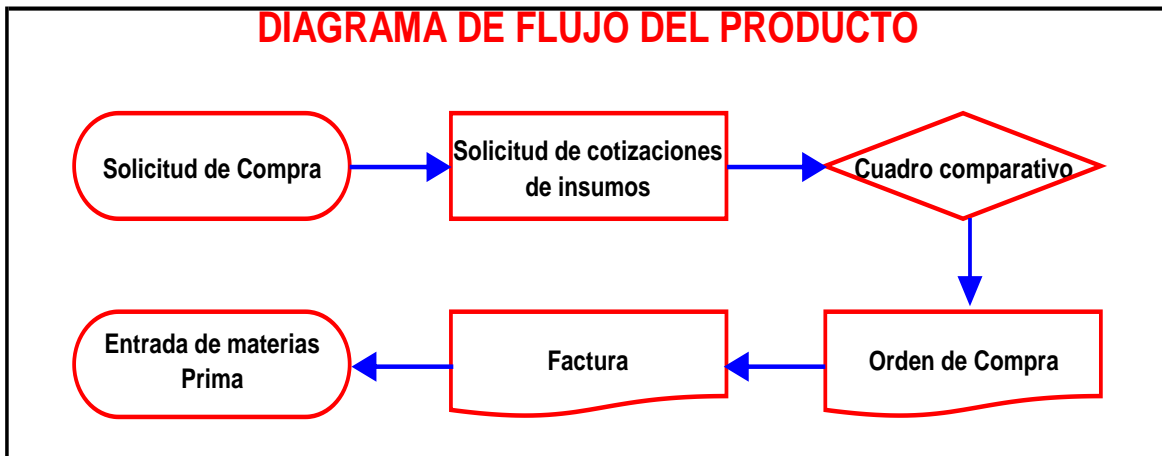 DIAGRAMA DE FLUJO DEL PRODUCTO
Solicitud de Compra
Solicitud de cotizaciones
de insumos
Cuadro comparativo
Orden de Compra
Factura
Entrada de materias
Prima